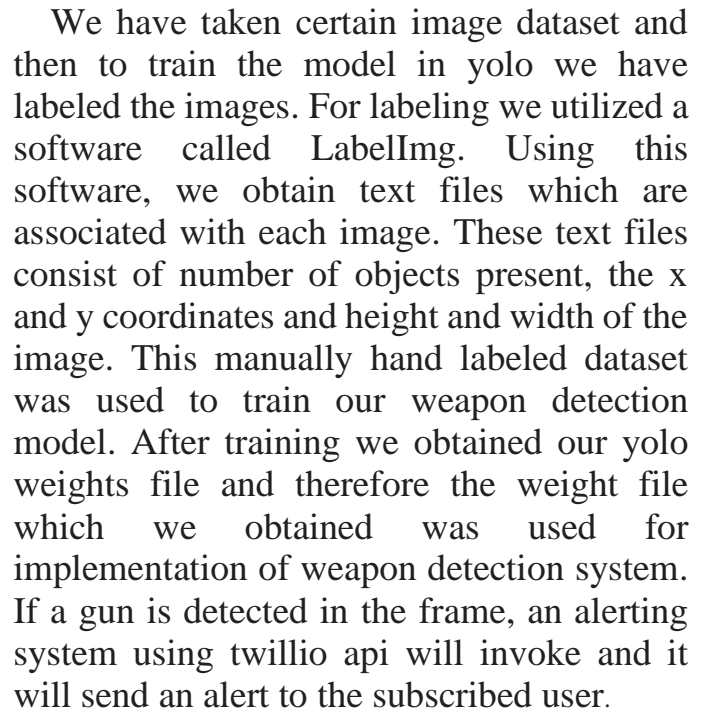 We have taken certain image dataset and
then to train the model in yolo we have
labeled the images. For labeling we utilized a
software called LabelImg. Using this
software, we obtain text files which are
associated with each image. These text files
consist of number of objects present, the x
and y coordinates and height and width of the
image. This manually hand labeled dataset
was used to train our weapon detection
model. After training we obtained our yolo
weights file and therefore the weight file
which we obtained was used for
implementation of weapon detection system.
If a gun is detected in the frame, an alerting
system using twillio api will invoke and it
will send an alert to the subscribed user.